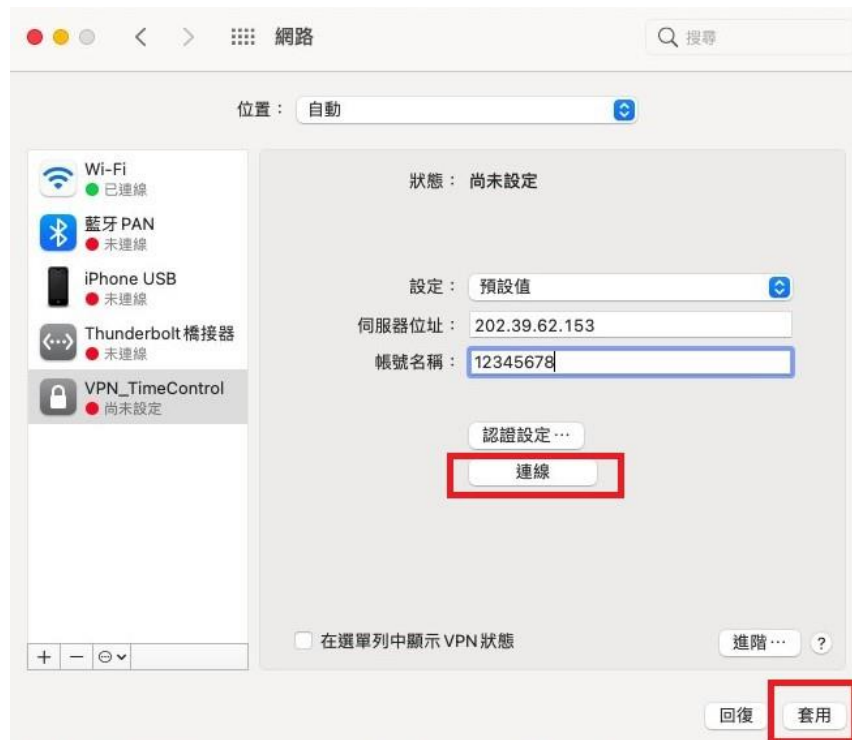 網路
搜尋
位置： 自動
Wi-Fi
已連線
藍牙 PAN
未連線
iPhone USB
未連線
Thunderbolt 橋接器
未連線
VPN_TimeControl
尚未設定
狀態： 尚未設定
設定： 預設值
伺服器位址： 202.39.62.153
帳號名稱： 12345678
認證設定⋯
連線
在選單列中顯示 VPN 狀態
進階⋯ ?
回復 套用